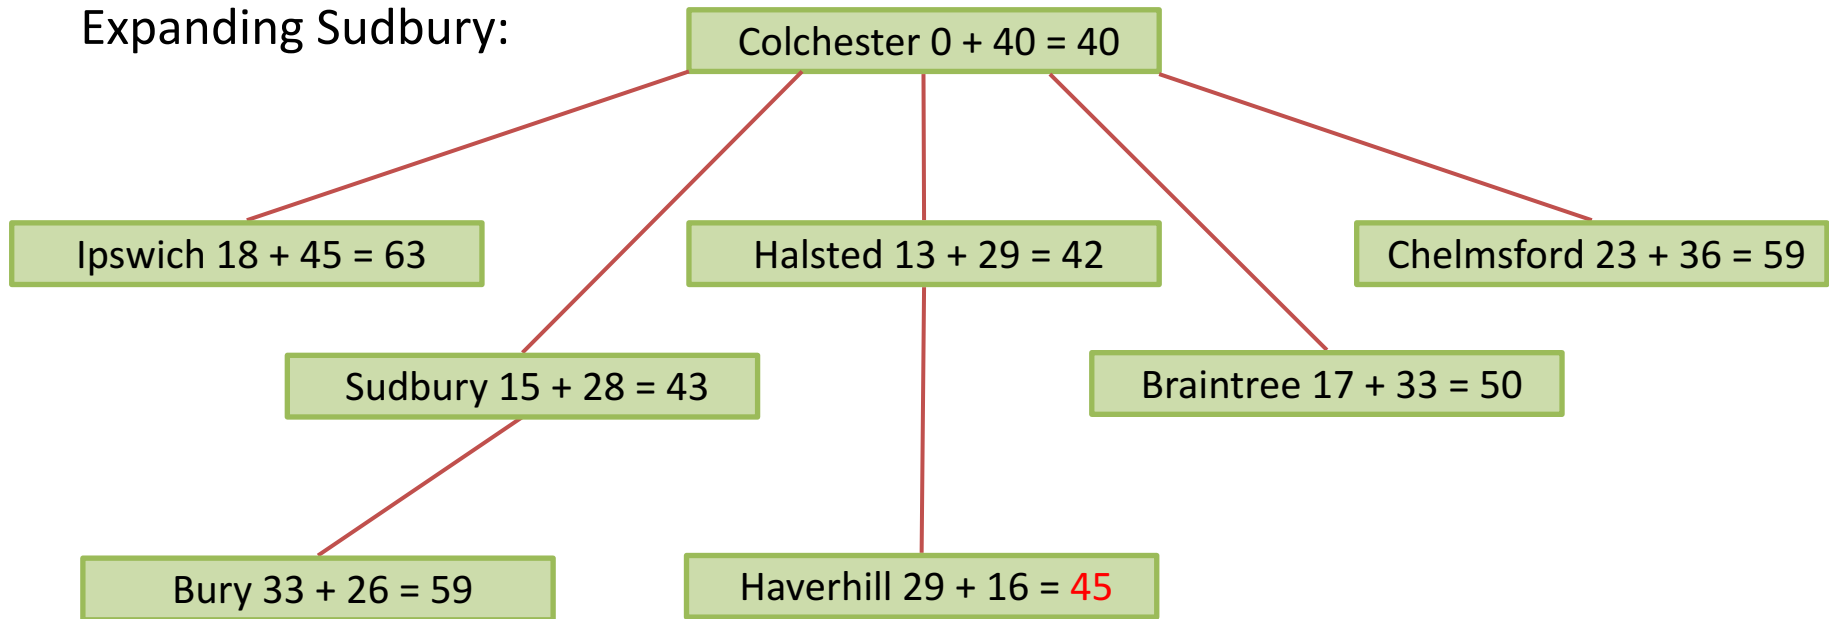 Expanding Sudbury:
Colchester 0 + 40 = 40
Ipswich 18 + 45 = 63
Halsted 13 + 29 = 42
Chelmsford 23 + 36 = 59
Sudbury 15 + 28 = 43
Braintree 17 + 33 = 50
Bury 33 + 26 = 59
Haverhill 29 + 16 = 45